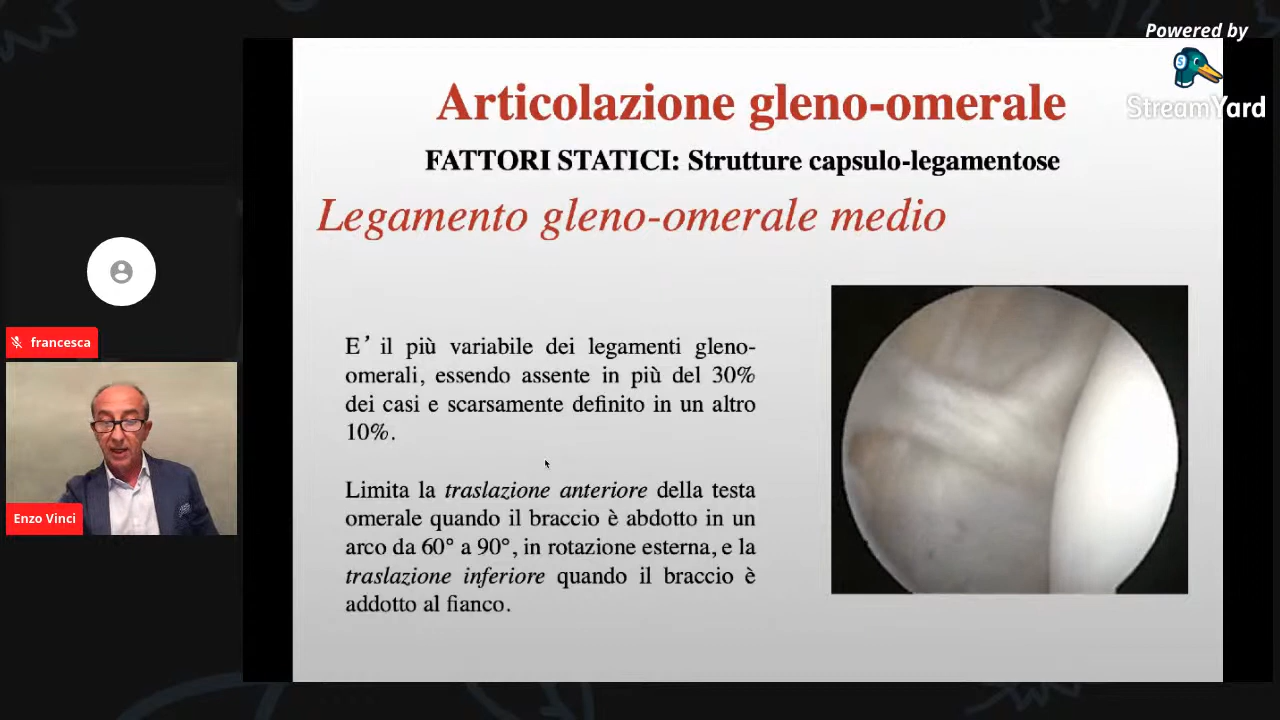 Powered by
StreamYard
Articolazione gleno-omerale
FATTORI STATICI: Strutture capsulo-legamentose
Legamento gleno-omerale medio
E’ il più variabile dei legamenti gleno-
omerali, essendo assente in più del 30%
dei casi e scarsamente definito in un altro
10%.
Limita la traslazione anteriore della testa
omerale quando il braccio è abdotto in un
arco da 60° a 90°, in rotazione esterna, e la
traslazione inferiore quando il braccio è
addotto al fianco.
francesca
Enzo Vinci